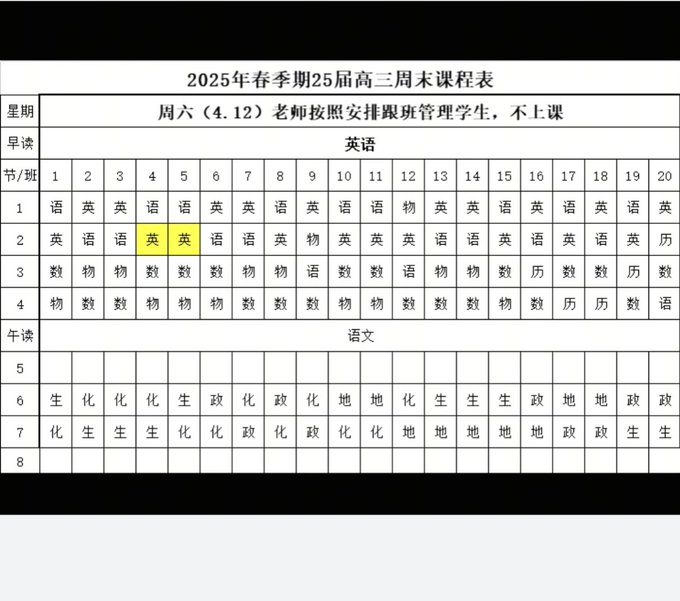 2025年春季期25届高三周末课程表
星期 周六（4.12）老师按照安排跟班管理学生，不上课
早读 英语
节/班 1 2 3 4 5 6 7 8 9 10 11 12 13 14 15 16 17 18 19 20
1 语 英 英 语 语 英 英 语 英 语 语 物 英 英 语 英 语 英 语 英
2 英 语 语 英 英 语 语 英 物 英 英 英 语 语 英 语 英 语 英 历
3 数 物 物 数 数 数 物 物 语 数 数 语 物 物 数 历 数 数 历 数
4 物 数 数 物 物 物 数 数 数 物 物 数 数 数 物 数 历 历 数 语
午读 语文
5
6 生 化 化 化 生 政 化 政 化 地 地 化 生 生 生 政 地 地 政 政
7 化 生 生 生 化 化 政 化 政 化 化 地 地 地 地 地 政 政 生 生
8